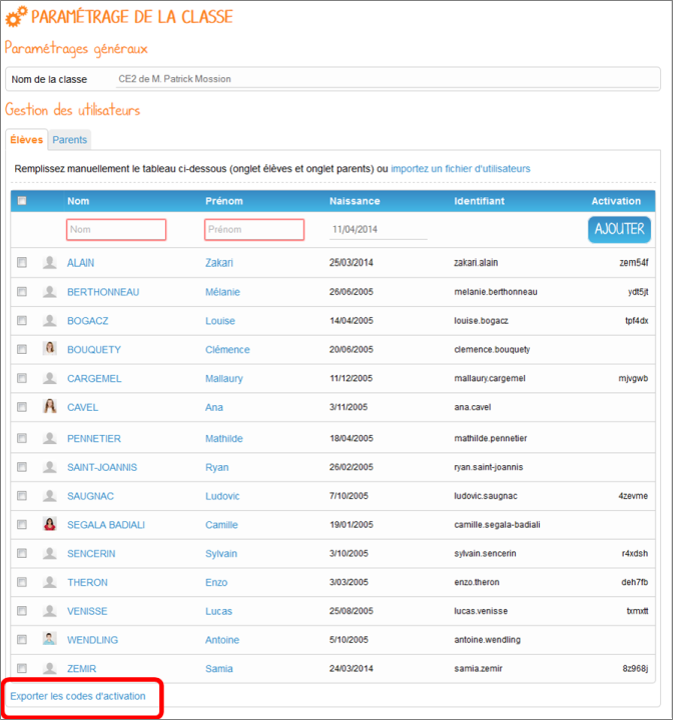 PARAMÉTRAGE DE LA CLASSE
Paramétrages généraux
Nom de la classe CE2 de M. Patrick Mossion
Gestion des utilisateurs
Élèves Parents
Remplissez manuellement le tableau ci-dessous (onglet élèves et onglet parents) ou importez un fichier d'utilisateurs
Nom Prénom Naissance Identifiant Activation
Nom Prénom 11/04/2014 AJOUTER
ALAIN Zakari 25/03/2014 zakari.alain zem54f
BERTHONNEAU Mélanie 26/06/2005 melanie.berthonneau ydt5jt
BOGACZ Louise 14/04/2005 louise.bogacz tpf4dx
BOUQUETY Clémence 20/06/2005 clemence.bouquety
CARGEMEL Mallaury 11/12/2005 mallaury.cargemel mjvgwb
CAVEL Ana 3/11/2005 ana.cavel
PENNETIER Mathilde 18/04/2005 mathilde.pennetier
SAINT-JOANNIS Ryan 26/02/2005 ryan.saint-joannis
SAUGNAC Ludovic 7/10/2005 ludovic.saugnac 4zevme
SEGALA BADIALI Camille 19/01/2005 camille.segala-badiali
SENCERIN Sylvain 3/10/2005 sylvain.sencerin r4xdsh
THERON Enzo 3/03/2005 enzo.theron deh7fb
VENISSE Lucas 25/08/2005 lucas.venisse txmxtt
WENDLING Antoine 5/10/2005 antoine.wendling
ZEMIR Samia 24/03/2014 samia.zemir 8z968j
Exporter les codes d'activation